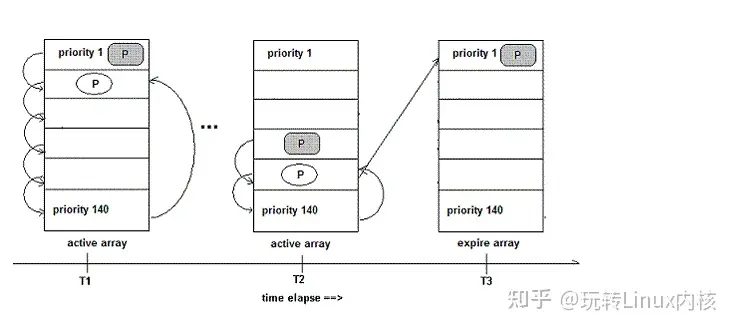 priority 1 P
P
priority 140
active array
...
priority 1
P
P
priority 140
active array
priority 1 P
priority 140
expire array
T1 T2 T3
time elapse ==>
知乎 @玩转Linux内核